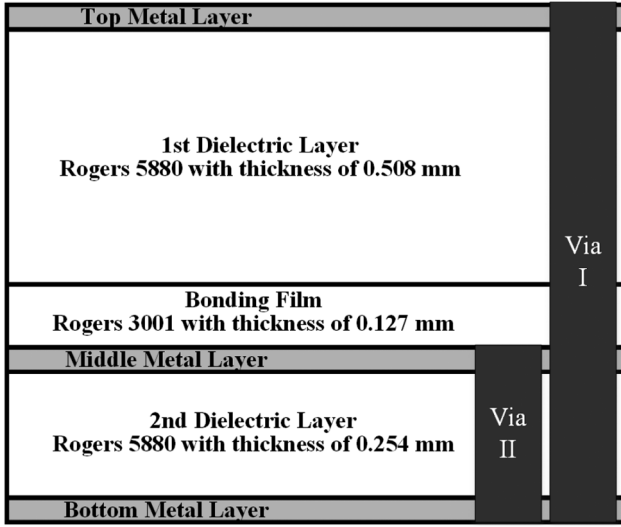 Top Metal Layer
1st Dielectric Layer
Rogers 5880 with thickness of 0.508 mm
Via
I
Bonding Film
Rogers 3001 with thickness of 0.127 mm
Middle Metal Layer
2nd Dielectric Layer
Rogers 5880 with thickness of 0.254 mm
Via
II
Bottom Metal Layer